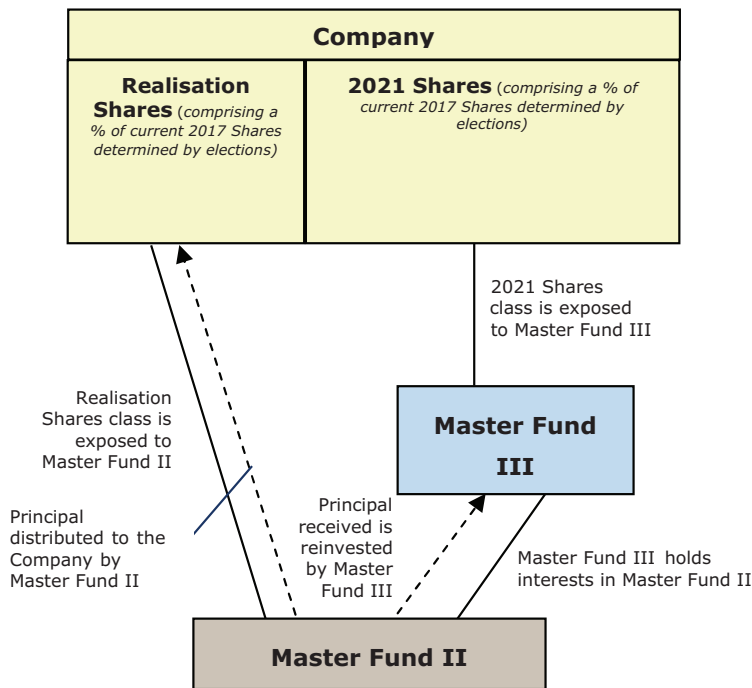 Company
Realisation
Shares (comprising a
% of current 2017 Shares
determined by elections)
2021 Shares (comprising a % of
current 2017 Shares determined by
elections)
2021 Shares
class is exposed
to Master Fund III
Realisation
Shares class is
exposed to
Master Fund II
Master Fund
III
Principal
distributed to the
Company by
Master Fund II
Principal
received is
reinvested
by Master
Fund III
Master Fund III holds
interests in Master Fund II
Master Fund II